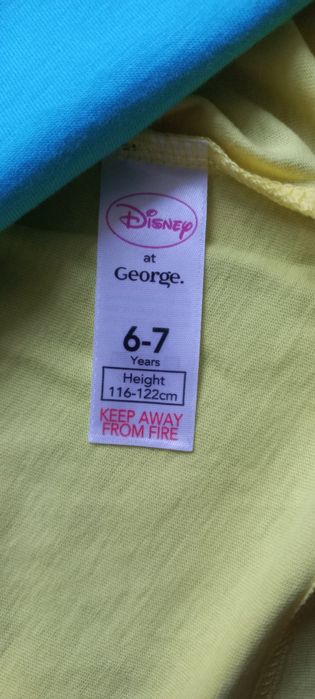 Disney
at
George.
6-7
Years
Height
116-122cm
KEEP AWAY
FROM FIRE